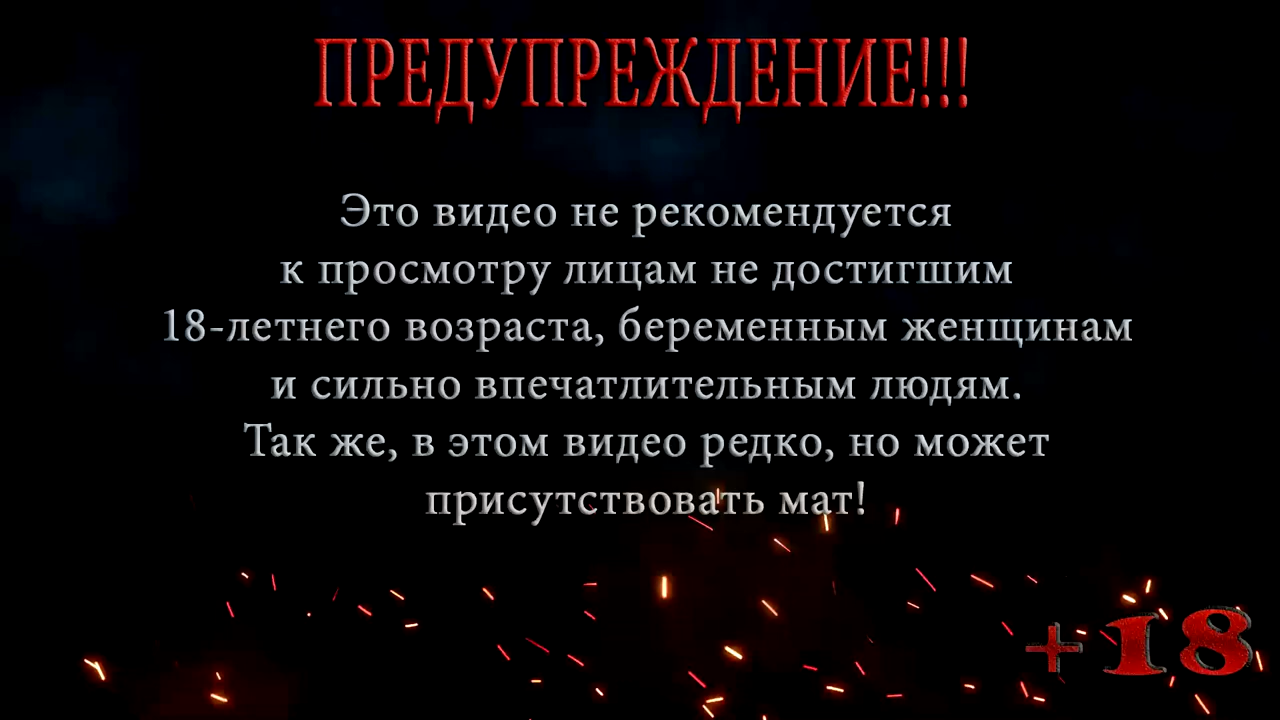 ПРЕДУПРЕЖДЕНИЕ!!!
Это видео не рекомендуется
к просмотру лицам не достигшим
18-летнего возраста, беременным женщинам
и сильно впечатлительным людям.
Так же, в этом видео редко, но может
присутствовать мат!
+18